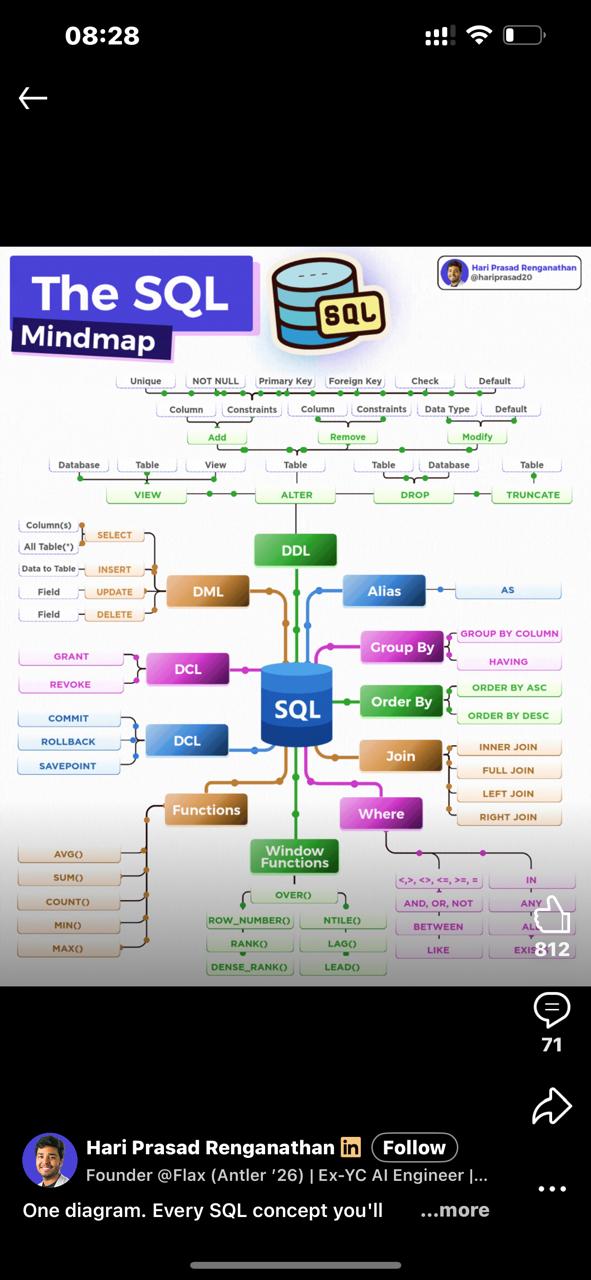 08:28
The SQL
Mindmap
SQL
Hari Prasad Renganathan
@hariprasad20
Unique NOT NULL Primary Key Foreign Key Check Default
Column Constraints Column Constraints Data Type Default
Add Remove Modify
Database Table View Table Table Database Table
VIEW ALTER DROP TRUNCATE
DDL
Column(s)
All Table(*)
SELECT
Data to Table INSERT
Field UPDATE
Field DELETE
DML
Alias AS
GRANT
REVOKE
DCL
Group By
GROUP BY COLUMN
HAVING
SQL
Order By
ORDER BY ASC
ORDER BY DESC
COMMIT
ROLLBACK
SAVEPOINT
DCL
Join
INNER JOIN
FULL JOIN
LEFT JOIN
RIGHT JOIN
Functions
AVG()
SUM()
COUNT()
MIN()
MAX()
Window
Functions
OVER()
ROW_NUMBER() NTILE()
RANK() LAG()
DENSE_RANK() LEAD()
Where
<,>, <>, <=, >=, = IN
AND, OR, NOT ANY
BETWEEN
LIKE
812
71
Hari Prasad Renganathan in Follow
Founder @Flax (Antler '26) | Ex-YC AI Engineer |...
One diagram. Every SQL concept you'll ...more